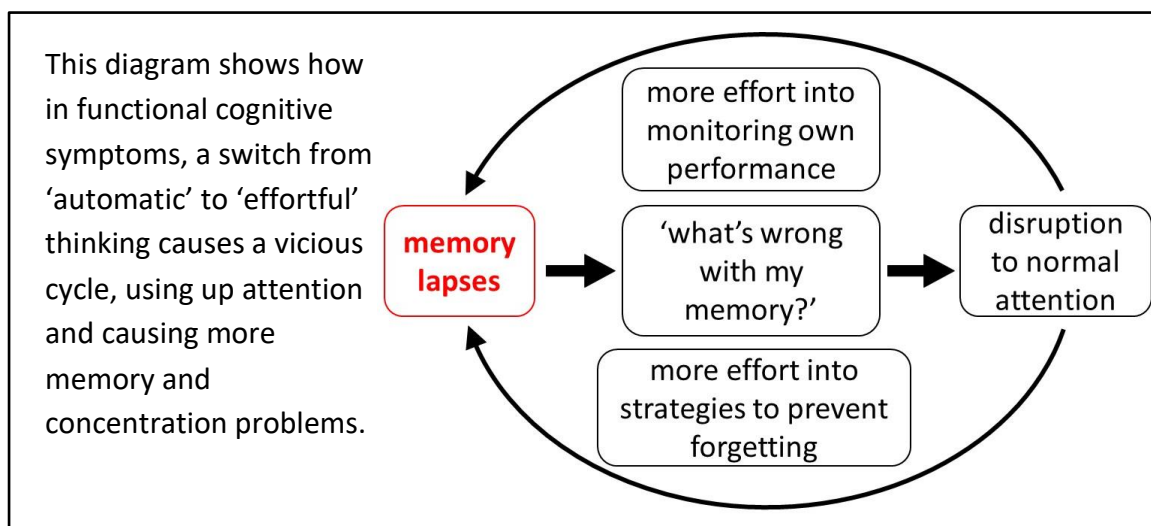 This diagram shows how
in functional cognitive
symptoms, a switch from
‘automatic’ to ‘effortful’
thinking causes a vicious
cycle, using up attention
and causing more
memory and
concentration problems.
more effort into
monitoring own
performance
memory
lapses
‘what’s wrong
with my
memory?’
disruption
to normal
attention
more effort into
strategies to prevent
forgetting